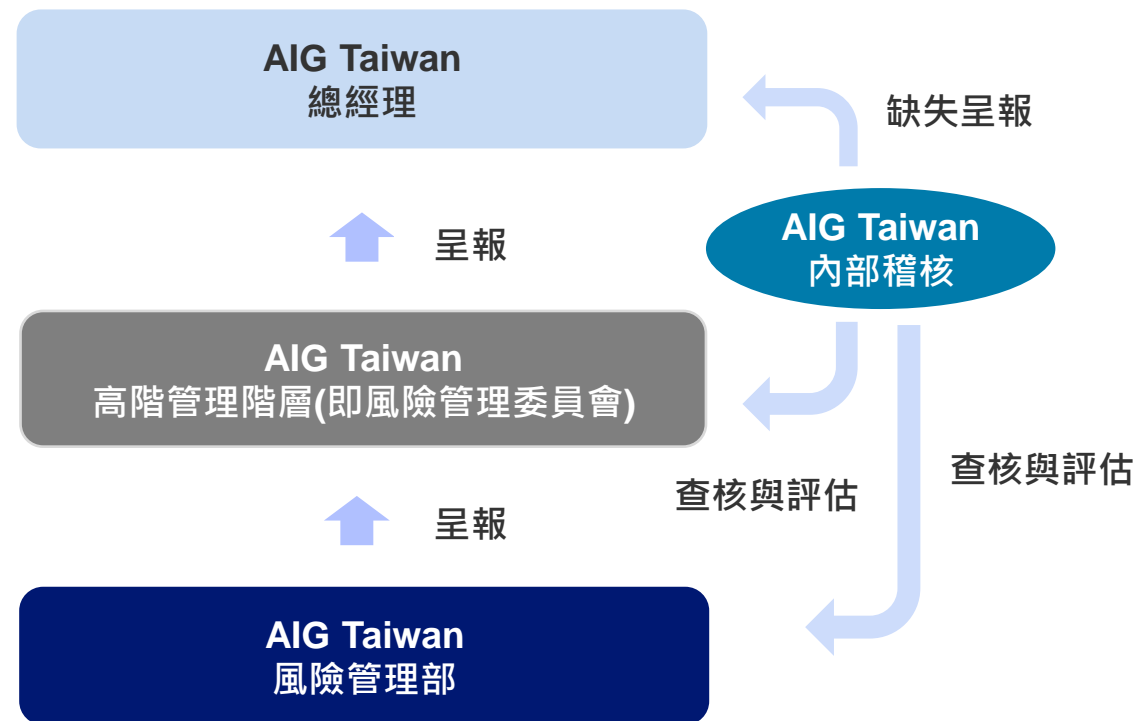 AIG Taiwan
總經理
缺失呈報
AIG Taiwan
內部稽核
呈報
AIG Taiwan
高階管理階層(即風險管理委員會)
查核與評估
查核與評估
呈報
AIG Taiwan
風險管理部